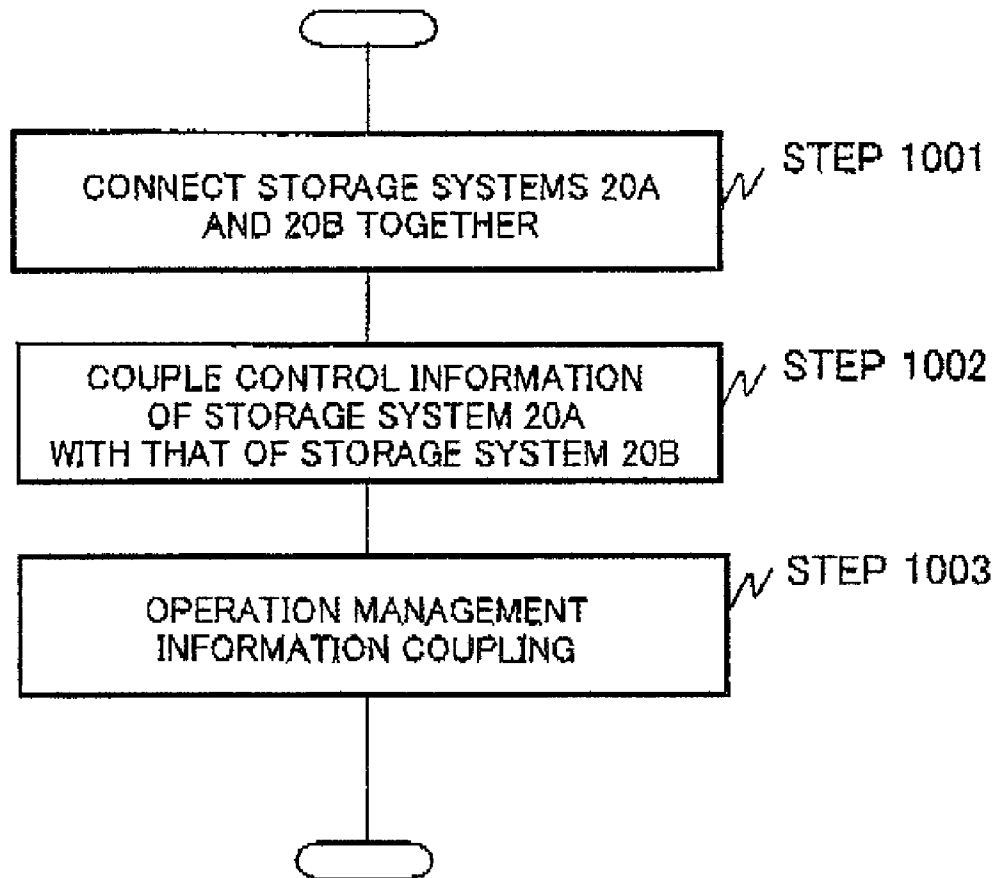 CONNECT STORAGE SYSTEMS 20A
AND 20B TOGETHER
STEP 1001
COUPLE CONTROL INFORMATION
OF STORAGE SYSTEM 20A
WITH THAT OF STORAGE SYSTEM 20B
STEP 1002
OPERATION MANAGEMENT
INFORMATION COUPLING
STEP 1003